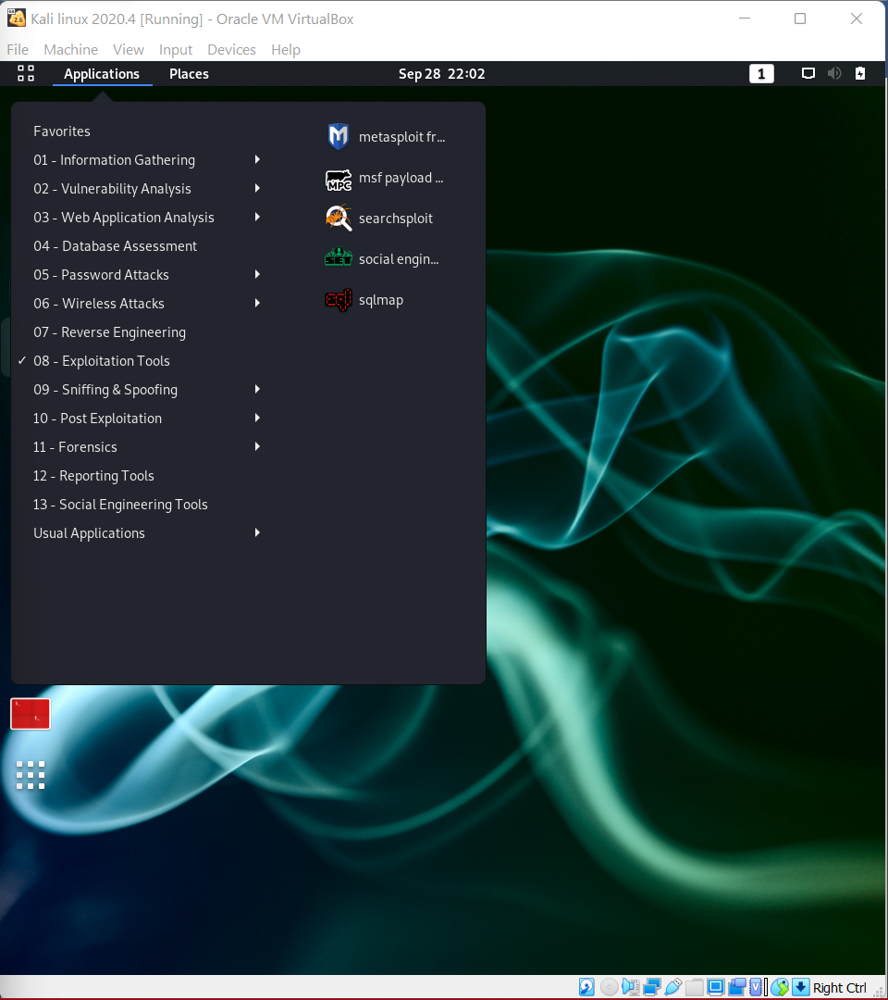 Kali linux 2020.4 [Running] - Oracle VM VirtualBox
File Machine View Input Devices Help
Applications Places Sep 28 22:02 1
Favorites
01 - Information Gathering
02 - Vulnerability Analysis
03 - Web Application Analysis
04 - Database Assessment
05 - Password Attacks
06 - Wireless Attacks
07 - Reverse Engineering
✓ 08 - Exploitation Tools
09 - Sniffing & Spoofing
10 - Post Exploitation
11 - Forensics
12 - Reporting Tools
13 - Social Engineering Tools
Usual Applications
metasploit fr...
MPC msf payload ...
searchsploit
SET social engin...
sql sqlmap
Right Ctrl